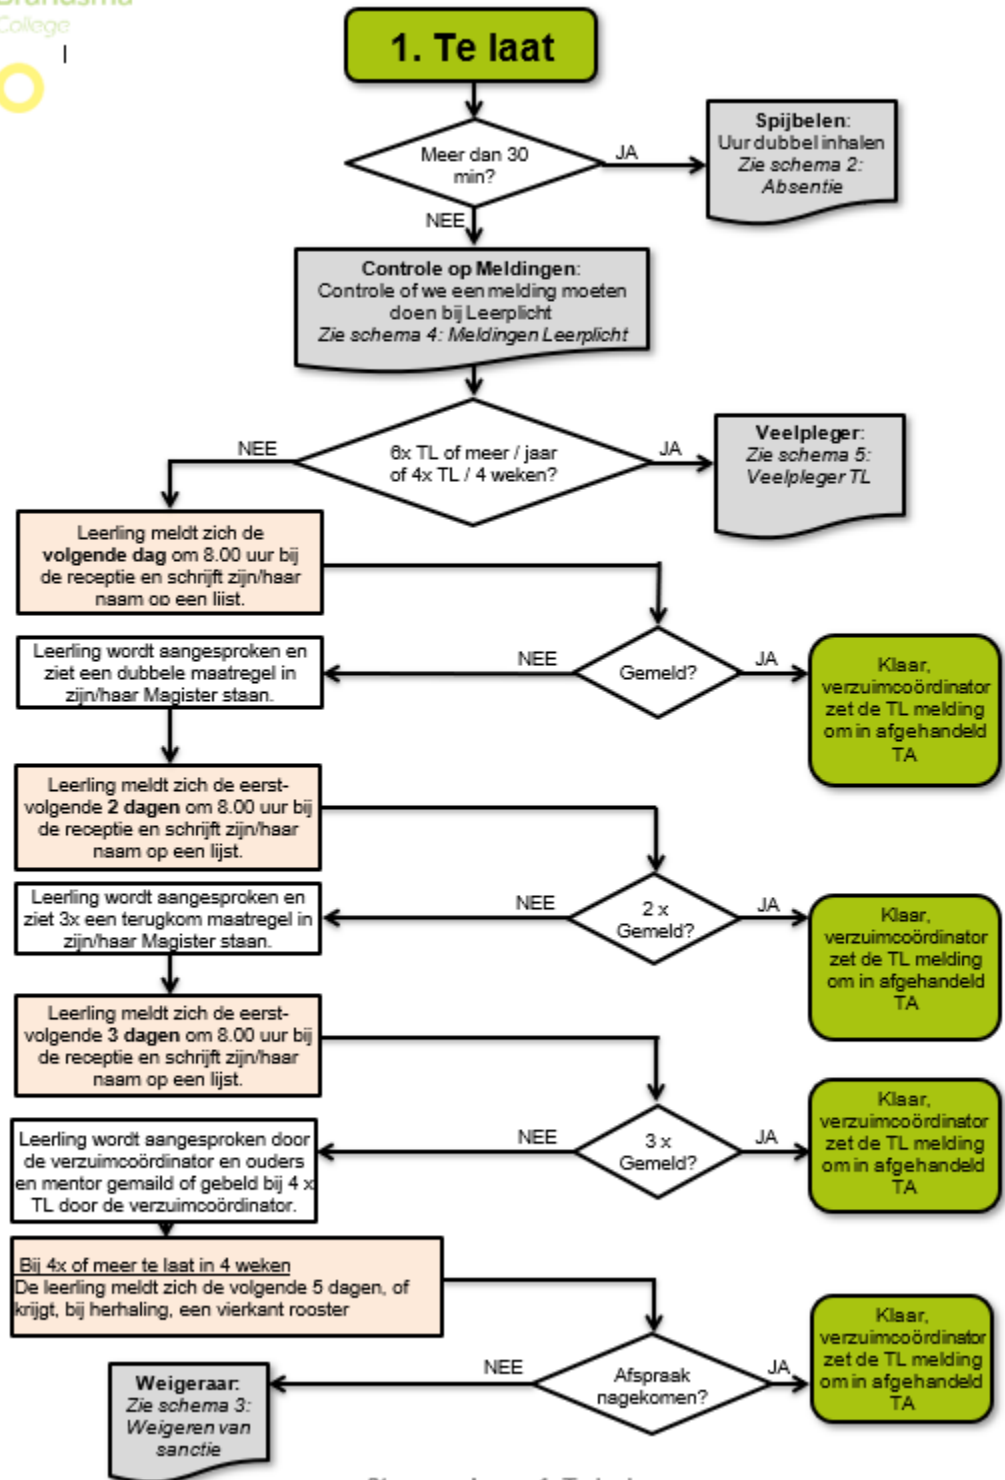 College
1. Te laat
Meer dan 30
min?
JA
Spijbelen:
Uur dubbel inhalen
Zie schema 2:
Absentie
NEE
Controle op Meldingen:
Controle of we een melding moeten
doen bij Leerplicht
Zie schema 4: Meldingen Leerplicht
NEE
6x TL of meer / jaar
of 4x TL / 4 weken?
JA
Veelpleger:
Zie schema 5:
Veelpleger TL
Leerling meldt zich de
volgende dag om 8.00 uur bij
de receptie en schrijft zijn/haar
naam op een lijst.
Leerling wordt aangesproken en
ziet een dubbele maatregel in
zijn/haar Magister staan.
NEE
Gemeld?
JA
Klaar,
verzuimcoördinator
zet de TL melding
om in afgehandeld
TA
Leerling meldt zich de eerst-
volgende 2 dagen om 8.00 uur bij
de receptie en schrijft zijn/haar
naam op een lijst.
Leerling wordt aangesproken en
ziet 3x een terugkom maatregel in
zijn/haar Magister staan.
NEE
2 x
Gemeld?
JA
Klaar,
verzuimcoördinator
zet de TL melding
om in afgehandeld
TA
Leerling meldt zich de eerst-
volgende 3 dagen om 8.00 uur bij
de receptie en schrijft zijn/haar
naam op een lijst.
Leerling wordt aangesproken door
de verzuimcoördinator en ouders
en mentor gemaild of gebeld bij 4 x
TL door de verzuimcoördinator.
NEE
3 x
Gemeld?
JA
Klaar,
verzuimcoördinator
zet de TL melding
om in afgehandeld
TA
Bij 4x of meer te laat in 4 weken
De leerling meldt zich de volgende 5 dagen, of
krijgt, bij herhaling, een vierkant rooster
Weigeraar:
Zie schema 3:
Weigeren van
sanctie
NEE
Afspraak
nagekomen?
JA
Klaar,
verzuimcoördinator
zet de TL melding
om in afgehandeld
TA